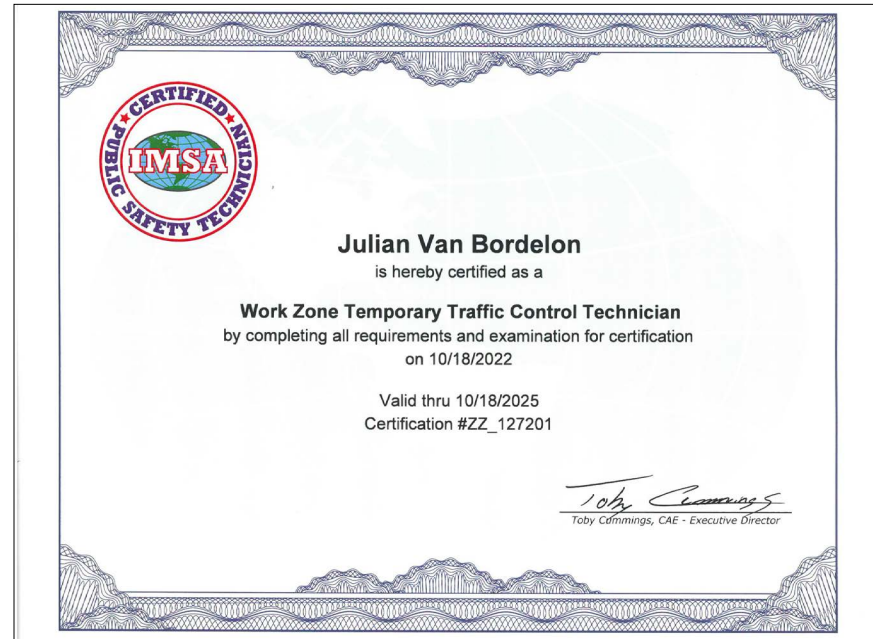 CERTIFIED
IMSA
PUBLIC SAFETY TECHNICIAN
Julian Van Bordelon
is hereby certified as a
Work Zone Temporary Traffic Control Technician
by completing all requirements and examination for certification
on 10/18/2022
Valid thru 10/18/2025
Certification #ZZ_127201
Toby Cummings
Toby Cummings, CAE - Executive Director